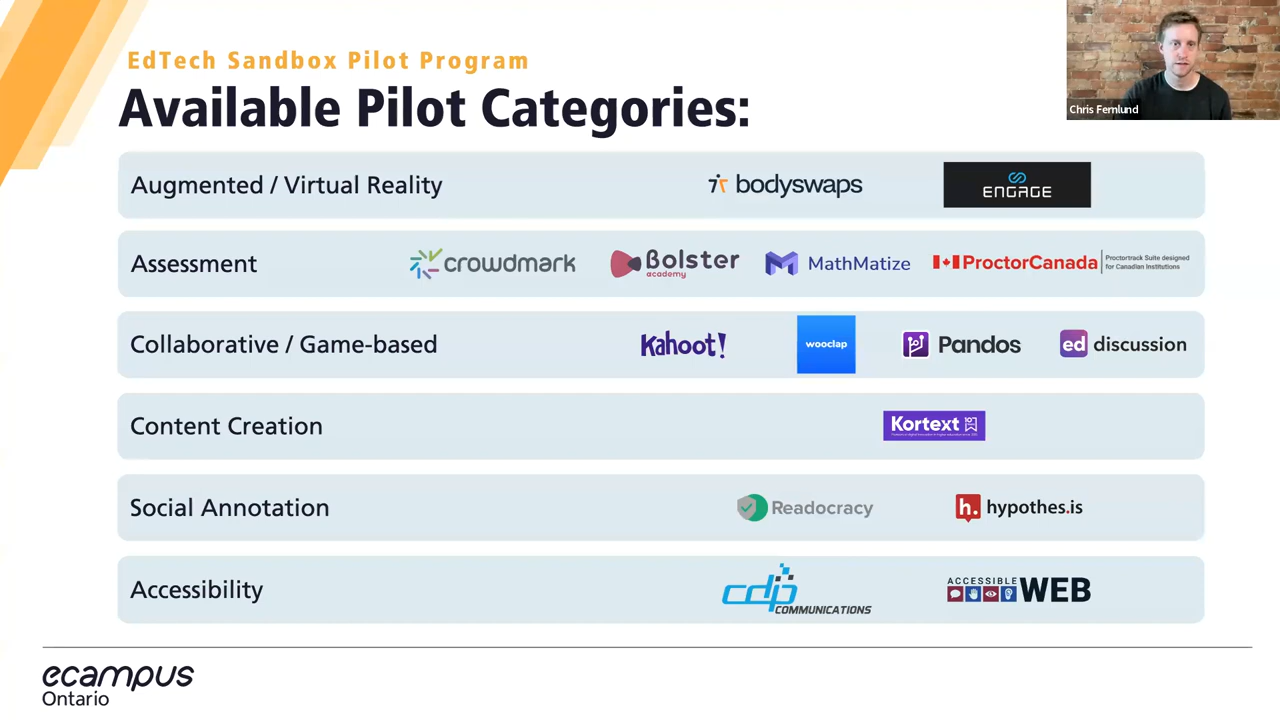 EdTech Sandbox Pilot Program
Available Pilot Categories:
Chris Fernlund
Augmented / Virtual Reality
bodyswaps
ENGAGE
Assessment
crowdmark
Bolster
academy
MathMatize
ProctorCanada
Proctortrack Suite designed
for Canadian Institutions
Collaborative / Game-based
Kahoot!
wooclap
Pandos
ed discussion
Content Creation
Kortext
Social Annotation
Readocracy
h. hypothes.is
Accessibility
cdp
COMMUNICATIONS
ACCESSIBLE
WEB
ecampus
Ontario